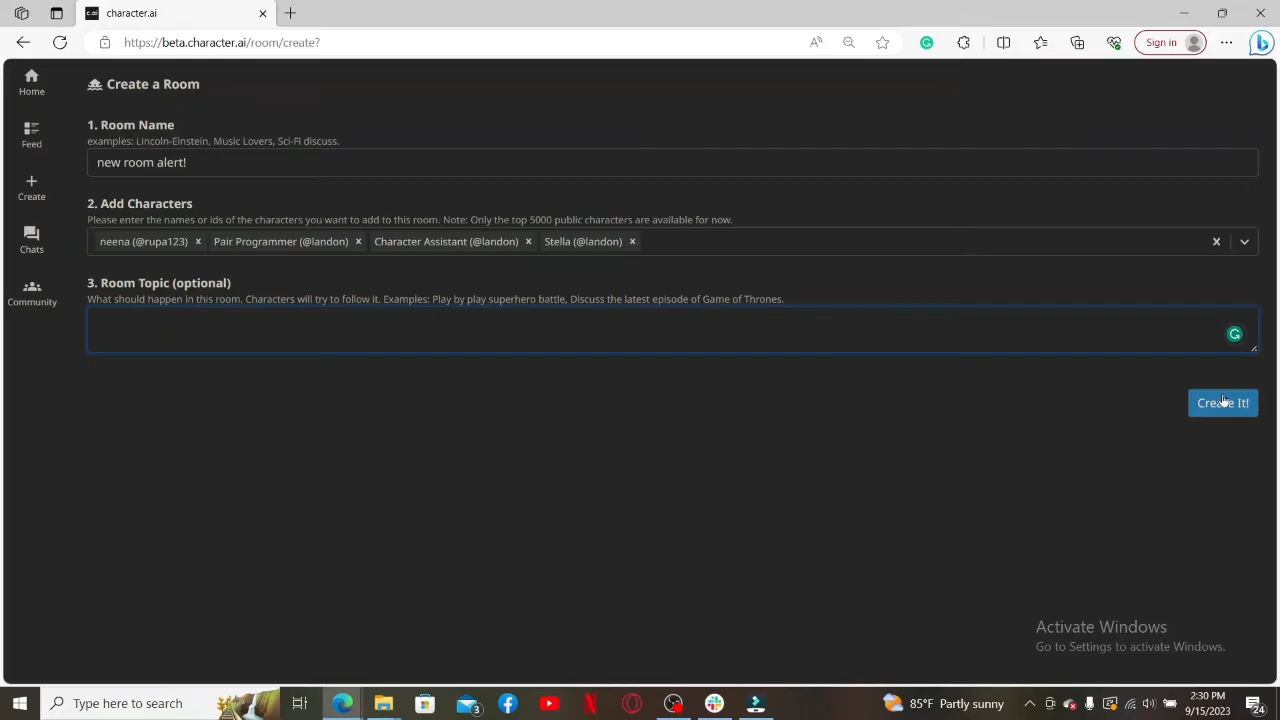 character.ai
https://beta.character.ai/room/create?
Sign in
Home
Feed
Create
Chats
Community
Create a Room
1. Room Name
examples: Lincoln-Einstein, Music Lovers, Sci-Fi discuss.
new room alert!
2. Add Characters
Please enter the names or ids of the characters you want to add to this room. Note: Only the top 5000 public characters are available for now.
neena (@rupa123) × Pair Programmer (@landon) × Character Assistant (@landon) × Stella (@landon) ×
3. Room Topic (optional)
What should happen in this room. Characters will try to follow it. Examples: Play by play superhero battle, Discuss the latest episode of Game of Thrones.
Create It!
Activate Windows
Go to Settings to activate Windows.
Type here to search
3
85°F Partly sunny
2:30 PM
9/15/2023
24